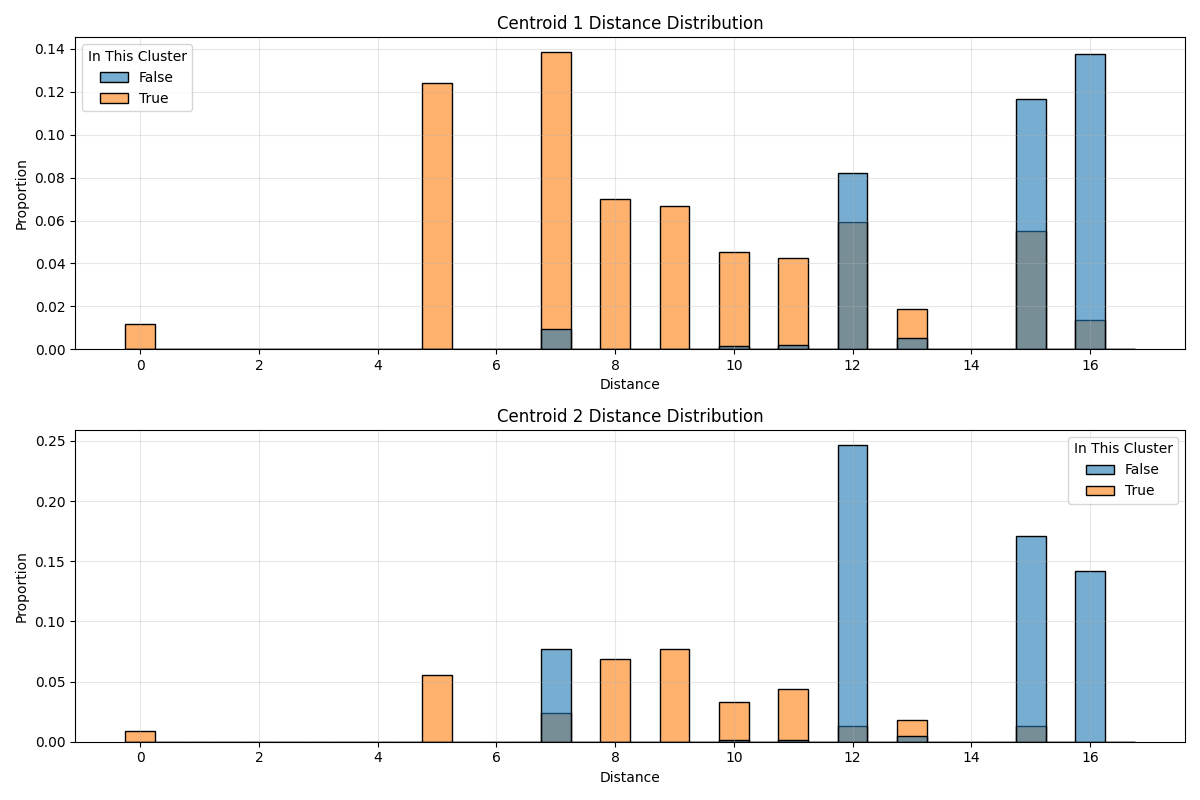 Centroid 1 Distance Distribution
In This Cluster
False
True
Proportion
0.14
0.12
0.10
0.08
0.06
0.04
0.02
0.00
0 2 4 6 8 10 12 14 16
Distance
Centroid 2 Distance Distribution
In This Cluster
False
True
Proportion
0.25
0.20
0.15
0.10
0.05
0.00
0 2 4 6 8 10 12 14 16
Distance